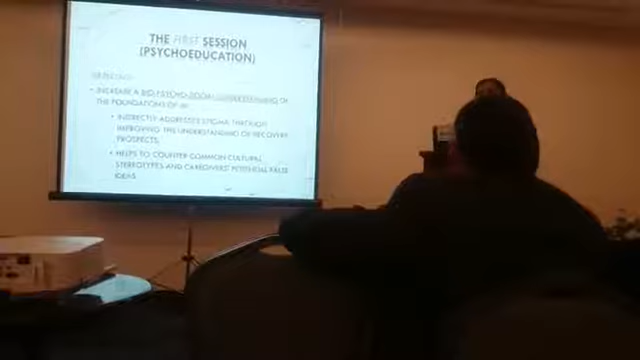 THE FIRST SESSION
(PSYCHOEDUCATION)
OBJECTIVES:
• INCREASE A BIO-PSYCHO-SOCIAL UNDERSTANDING OF
THE FOUNDATIONS OF
• INDIRECTLY ADDRESSES STIGMA THROUGH
IMPROVING THE UNDERSTANDING OF RECOVERY
PROSPECTS.
• HELPS TO COUNTER COMMON CULTURAL
STEREOTYPES AND CAREGIVERS' POTENTIAL FALSE
IDEAS